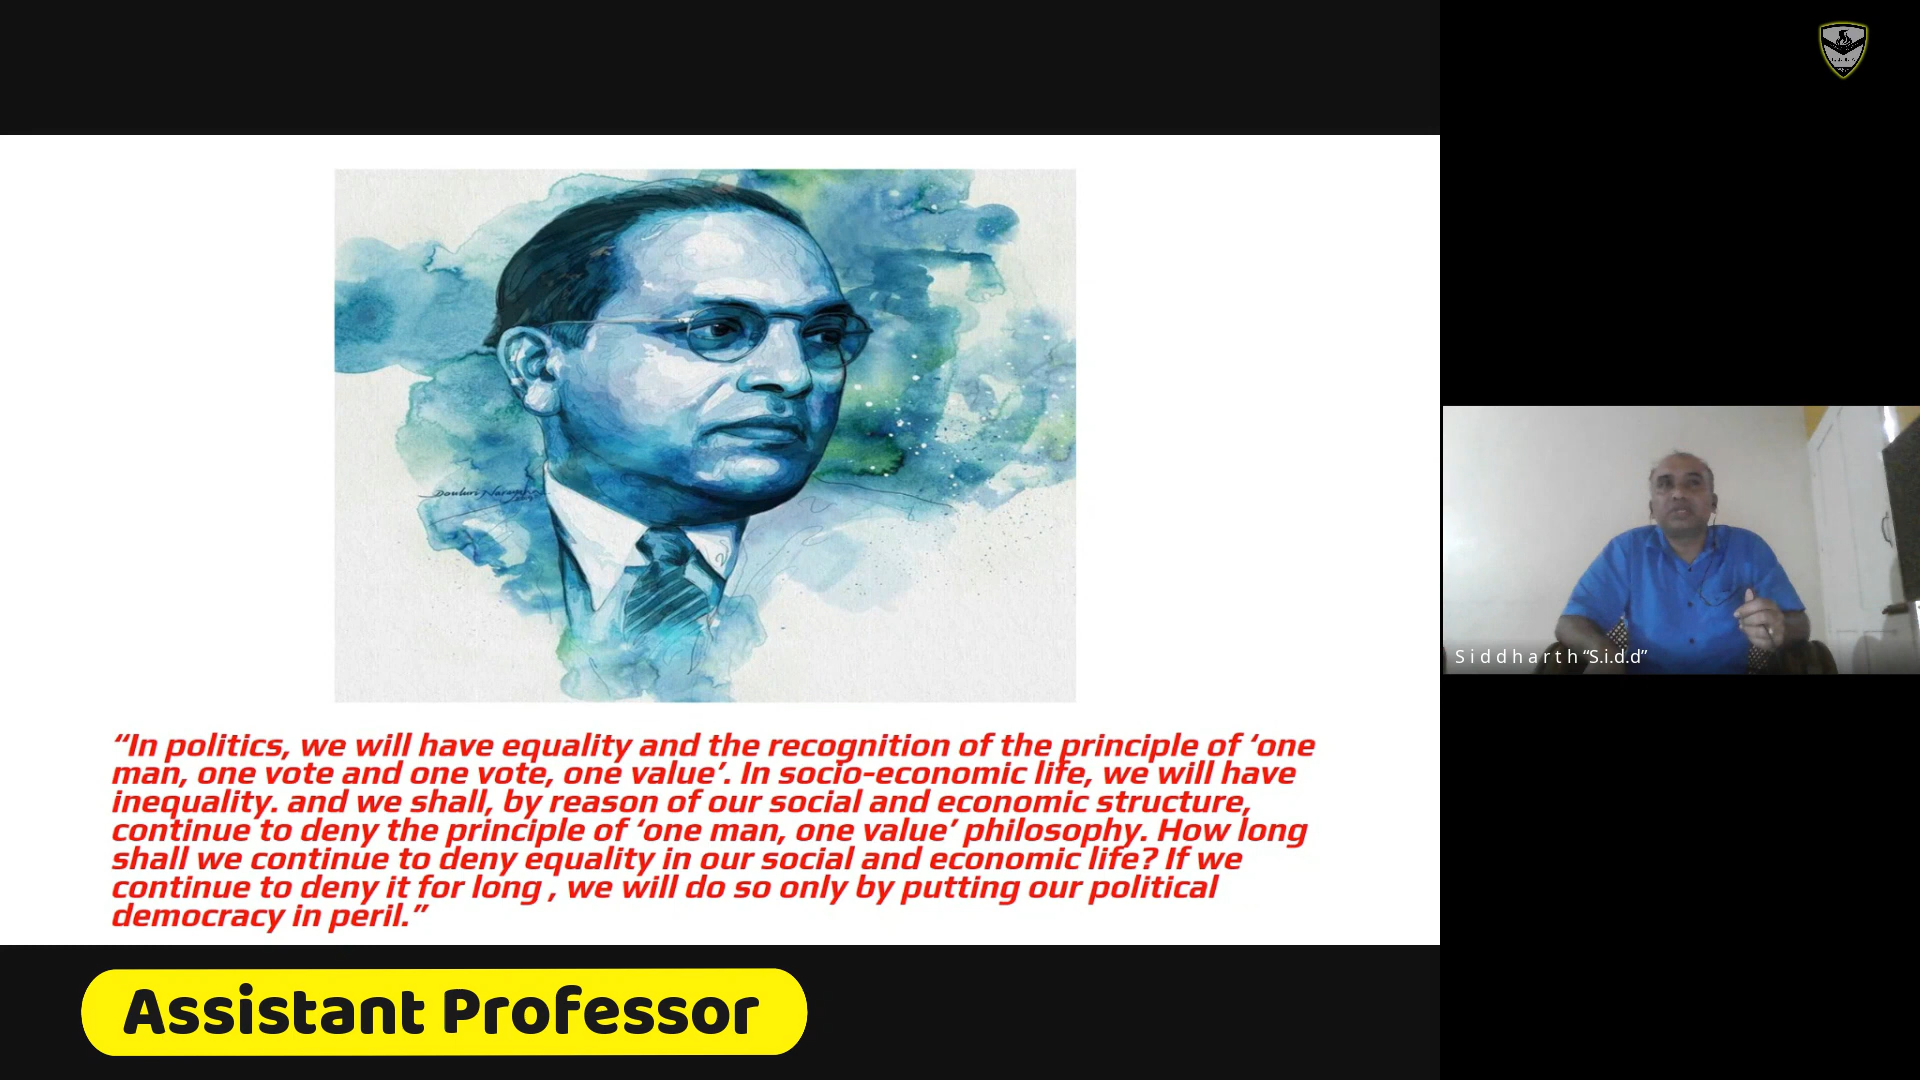 “In politics, we will have equality and the recognition of the principle of ‘one
man, one vote and one vote, one value’. In socio-economic life, we will have
inequality. and we shall, by reason of our social and economic structure,
continue to deny the principle of ‘one man, one value’ philosophy. How long
shall we continue to deny equality in our social and economic life? If we
continue to deny it for long , we will do so only by putting our political
democracy in peril.”
S i d d h a r t h “S.i.d.d”
Assistant Professor